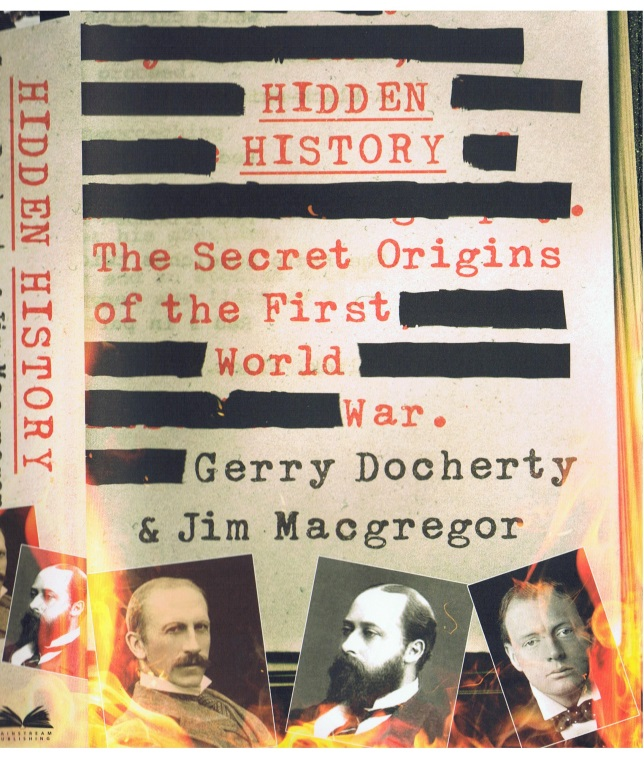 HIDDEN
HISTORY
The Secret Origins
of the First
World
War.
Gerry Docherty
& Jim Macgregor
HIDDEN HISTORY